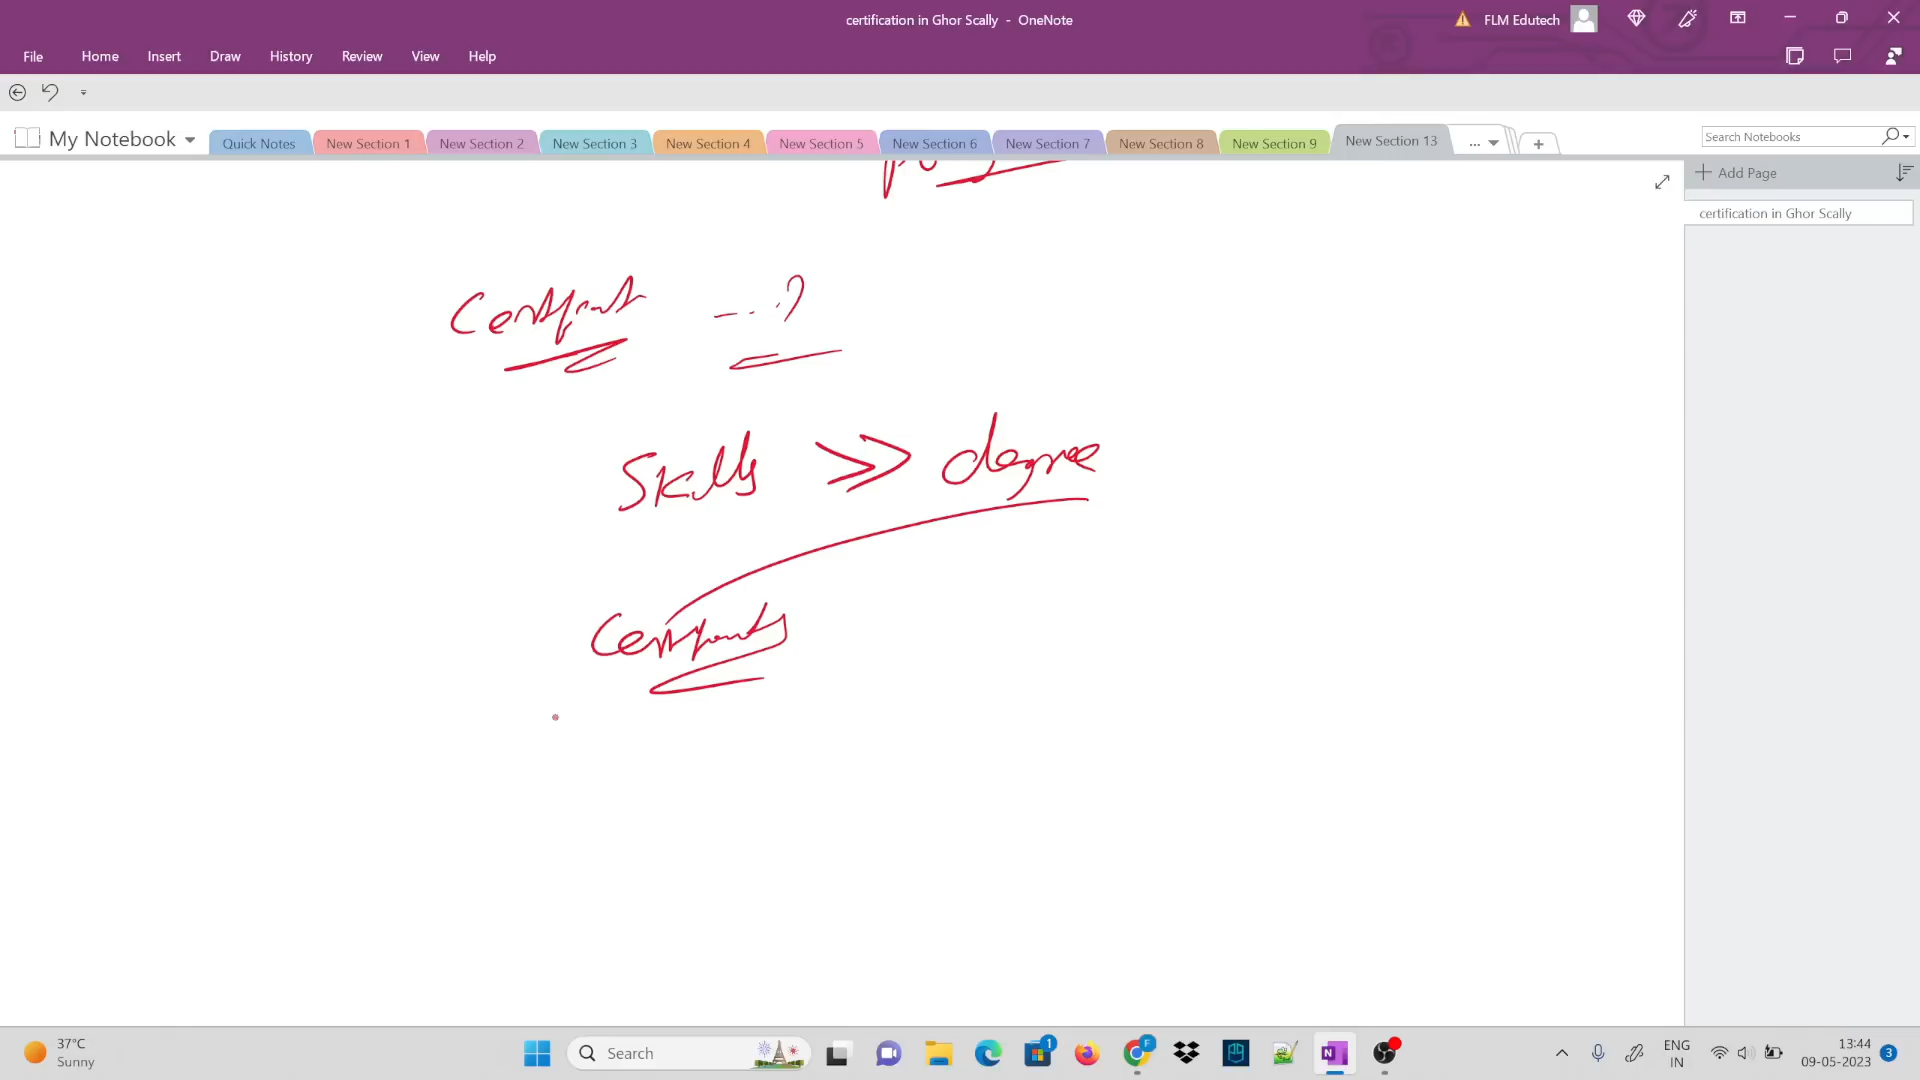 certification in Ghor Scally - OneNote
FLM Edutech
File Home Insert Draw History Review View Help
My Notebook
Quick Notes New Section 1 New Section 2 New Section 3 New Section 4 New Section 5 New Section 6 New Section 7 New Section 8 New Section 9 New Section 13 ...
Search Notebooks
Add Page
certification in Ghor Scally
--.?
Skills >> degree
37°C
Sunny
Search
1
F
N
ENG
IN
13:44
09-05-2023
3